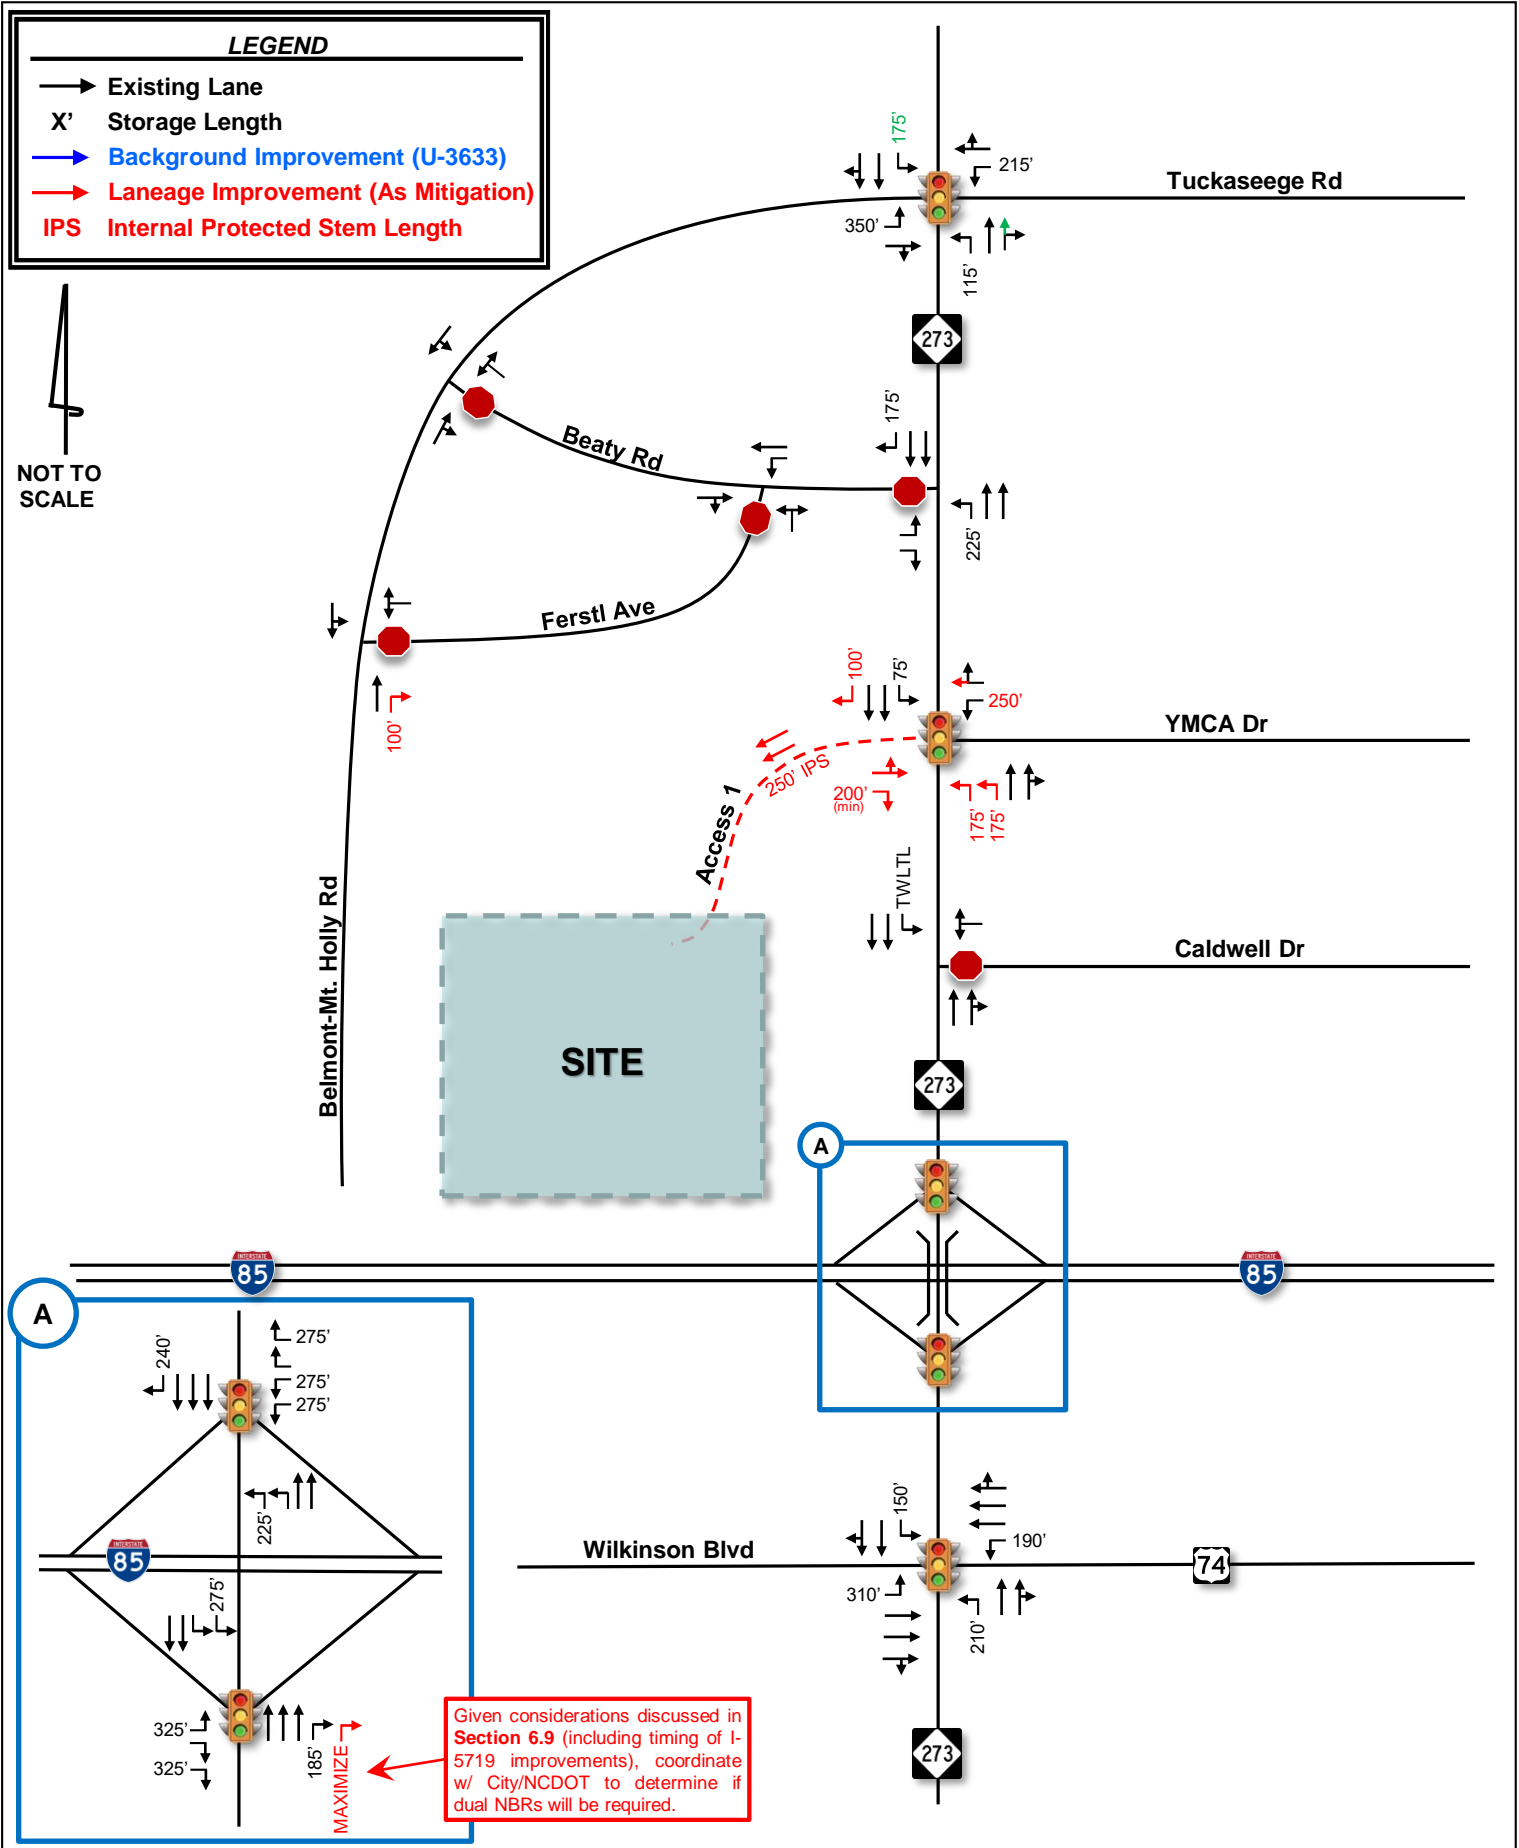 LEGEND
Existing Lane
X' Storage Length
Background Improvement (U-3633)
Laneage Improvement (As Mitigation)
IPS Internal Protected Stem Length
NOT TO
SCALE
175'
215'
Tuckaseege Rd
350'
115'
273
175'
Beaty Rd
225'
Ferstl Ave
100'
100'
75'
250'
YMCA Dr
250' IPS
200'
(min)
175'
175'
Access 1
TWLTL
Caldwell Dr
Belmont-Mt. Holly Rd
SITE
273
A
INTERSTATE
85
INTERSTATE
85
A
240'
275'
275'
275'
225'
INTERSTATE
85
275'
325'
325'
185'
MAXIMIZE
Given considerations discussed in
Section 6.9 (including timing of I-
5719 improvements), coordinate
w/ City/NCDOT to determine if
dual NBRs will be required.
150'
190'
Wilkinson Blvd
74
310'
210'
273